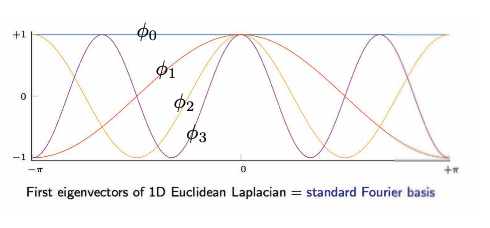 +1
ϕ₀
ϕ₁
0
ϕ₂
ϕ₃
−1
−π 0 +π
First eigenvectors of 1D Euclidean Laplacian = standard Fourier basis